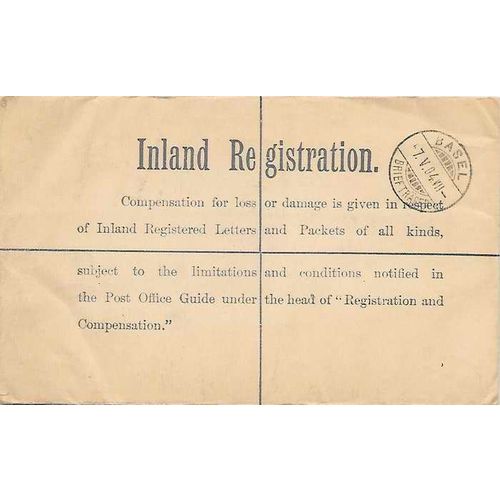 Inland Registration.
BASEL
7.V.04
Compensation for loss or damage is given in respect
of Inland Registered Letters and Packets of all kinds,
subject to the limitations and conditions notified in
the Post Office Guide under the head of "Registration and
Compensation."